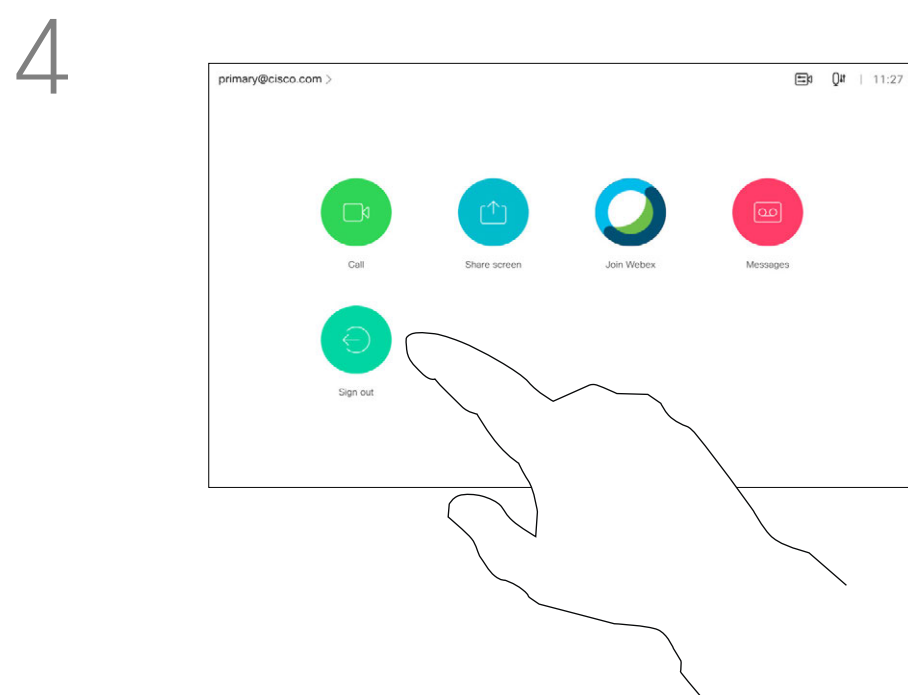 4
primary@cisco.com >
11:27
Call
Share screen
Join Webex
Messages
Sign out